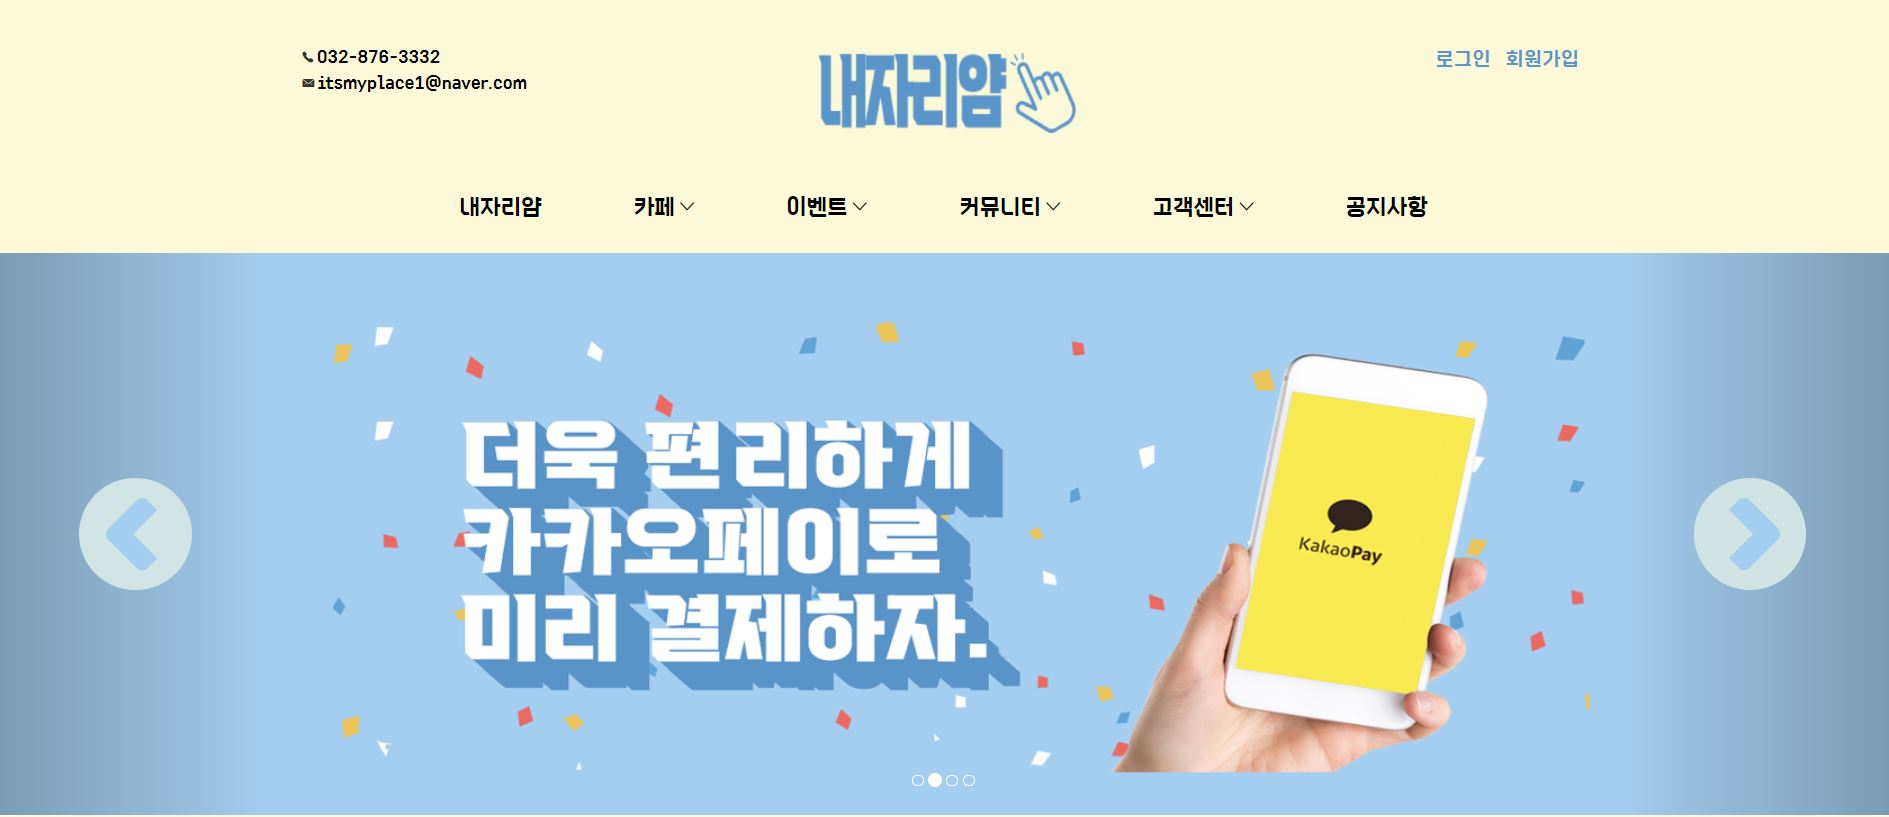 032-876-3332
itsmyplace1@naver.com
내자리얌
로그인 회원가입
내자리얌 카페 이벤트 커뮤니티 고객센터 공지사항
더욱 편리하게
카카오페이로
미리 결제하자.
KakaoPay